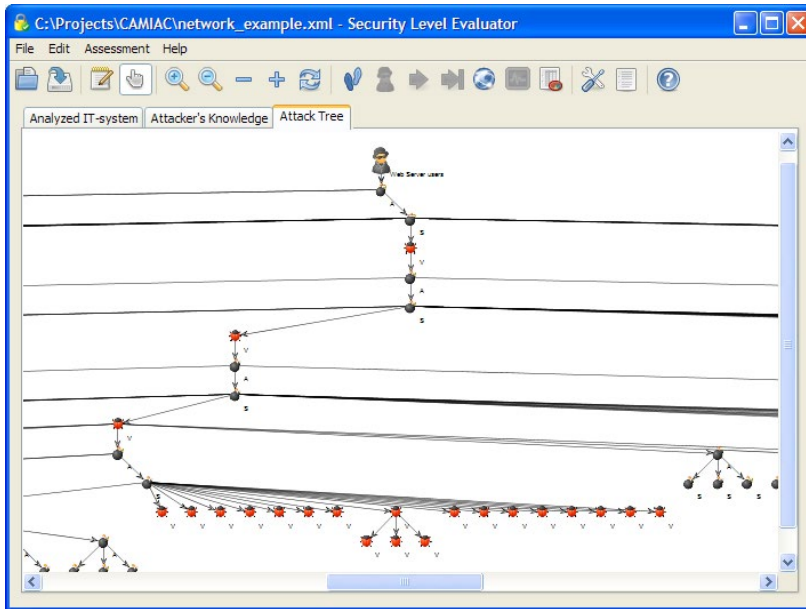 C:\Projects\CAMIAC\network_example.xml - Security Level Evaluator
File Edit Assessment Help
Analyzed IT-system Attacker's Knowledge Attack Tree
Web Server users
A
S
V
A
S
V
A
S
V
A
S S S
S
V V V V V V V V V V V V V V V V
V V V